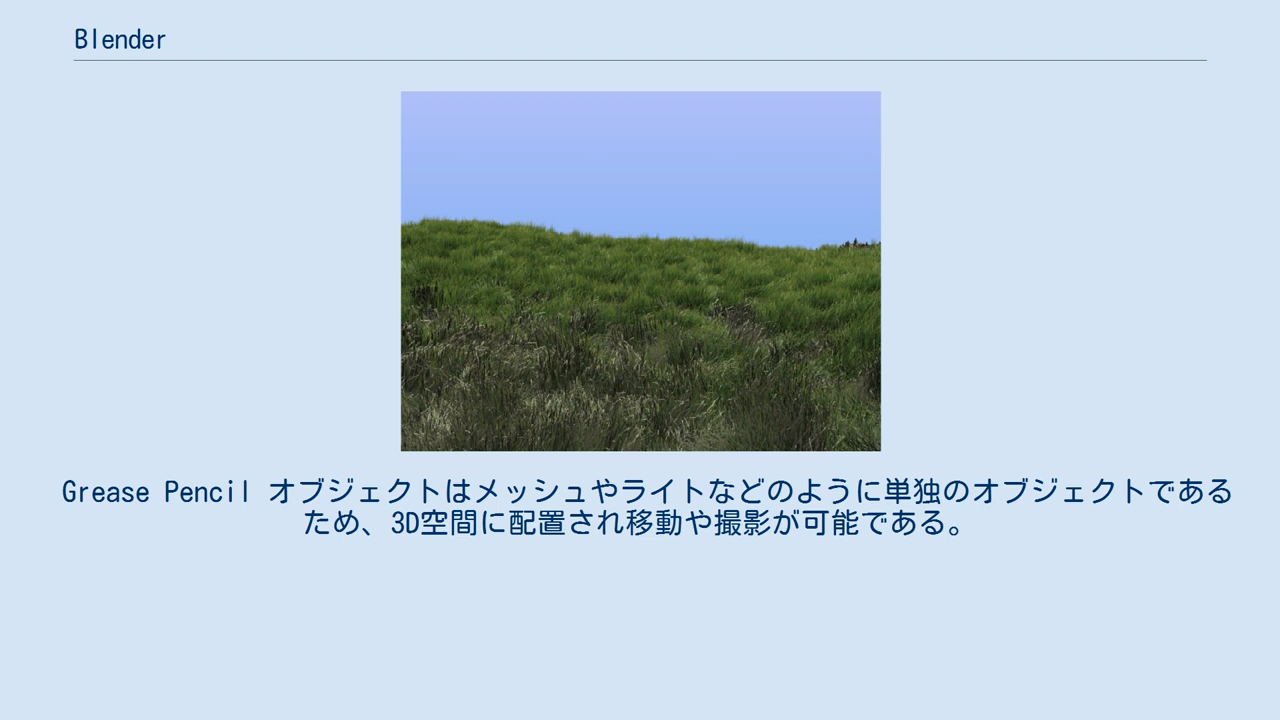 Blender
Grease Pencil オブジェクトはメッシュやライトなどのように単独のオブジェクトである
ため、3D空間に配置され移動や撮影が可能である。